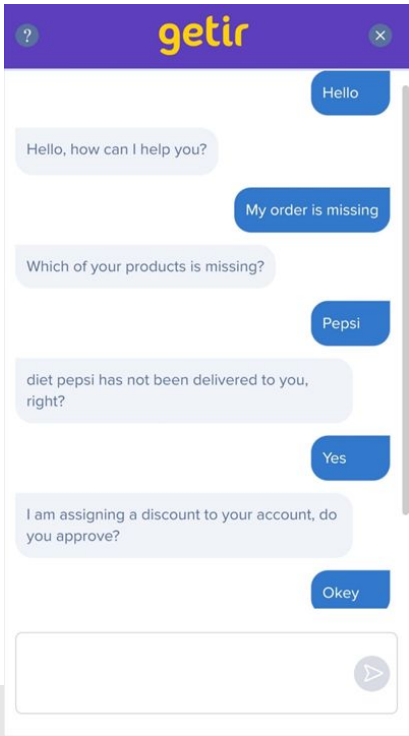 ?
getir
×
Hello
Hello, how can I help you?
My order is missing
Which of your products is missing?
Pepsi
diet pepsi has not been delivered to you,
right?
Yes
I am assigning a discount to your account, do
you approve?
Okey